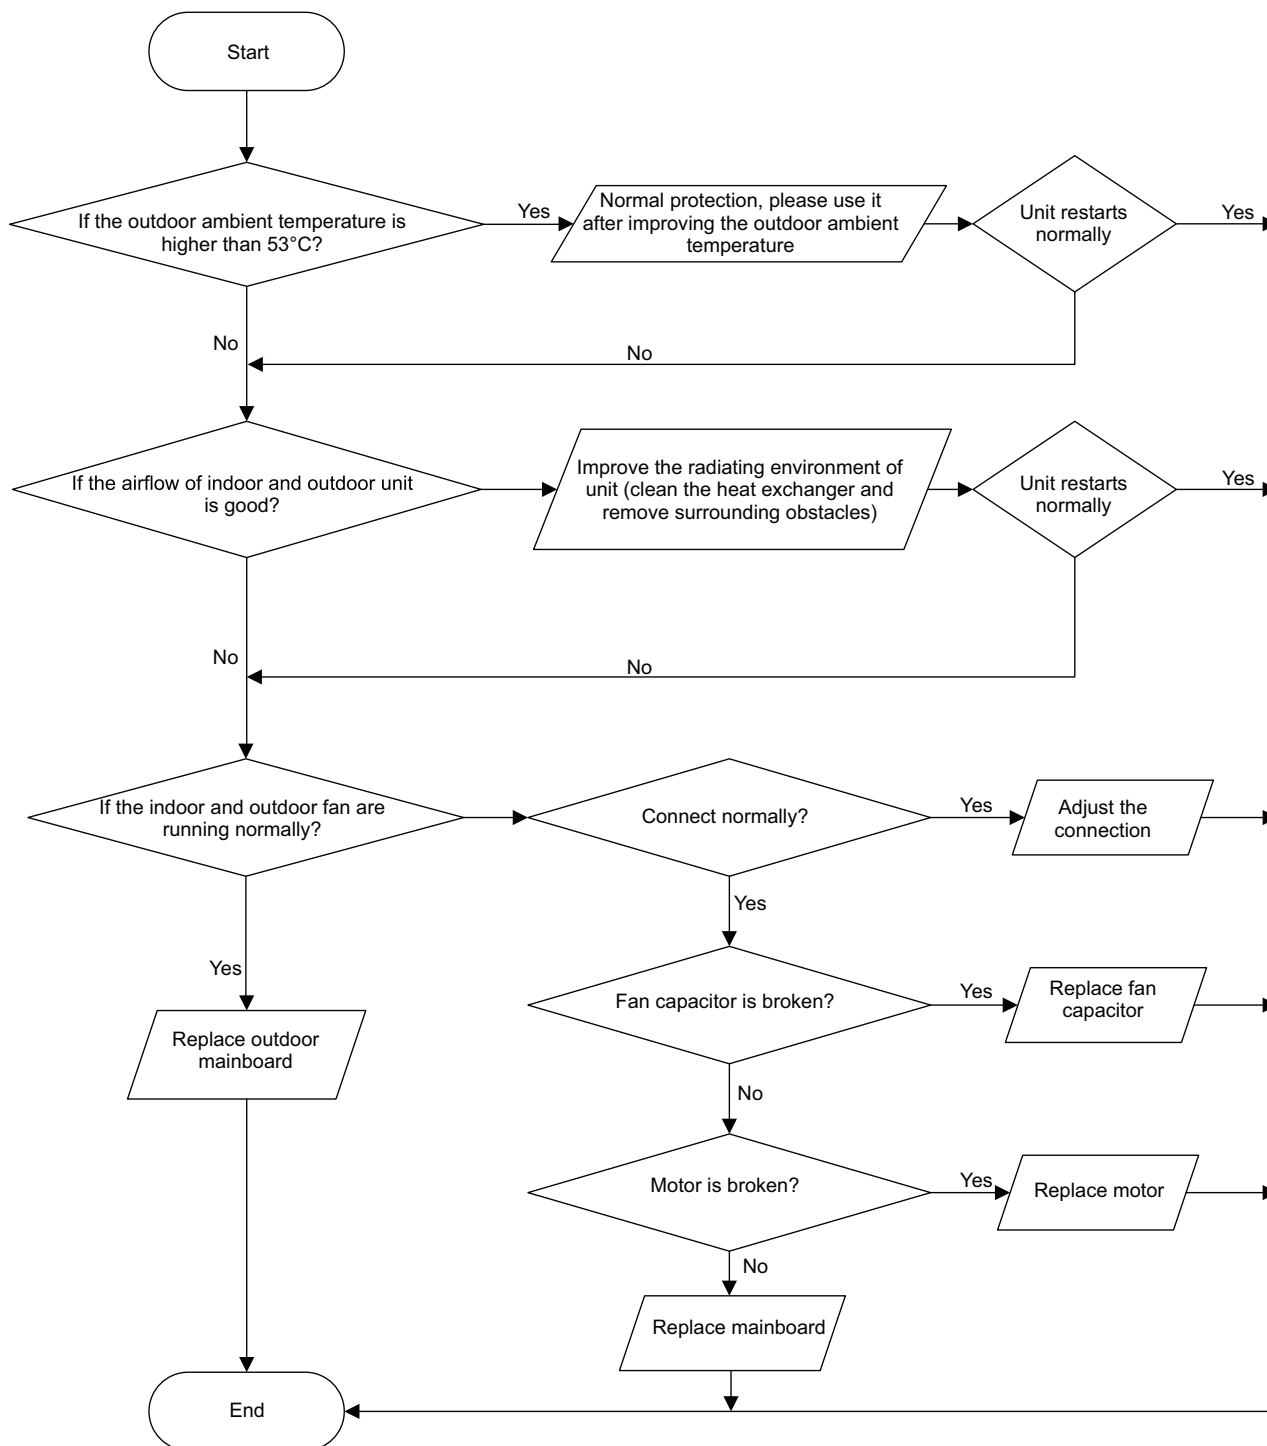 Start
If the outdoor ambient temperature is
higher than 53°C?
Yes
Normal protection, please use it
after improving the outdoor ambient
temperature
Unit restarts
normally
Yes
No
No
If the airflow of indoor and outdoor unit
is good?
Improve the radiating environment of
unit (clean the heat exchanger and
remove surrounding obstacles)
Unit restarts
normally
Yes
No
No
If the indoor and outdoor fan are
running normally?
Connect normally?
Yes
Adjust the
connection
Yes
Yes
Fan capacitor is broken?
Yes
Replace fan
capacitor
Replace outdoor
mainboard
No
Motor is broken?
Yes
Replace motor
No
Replace mainboard
End